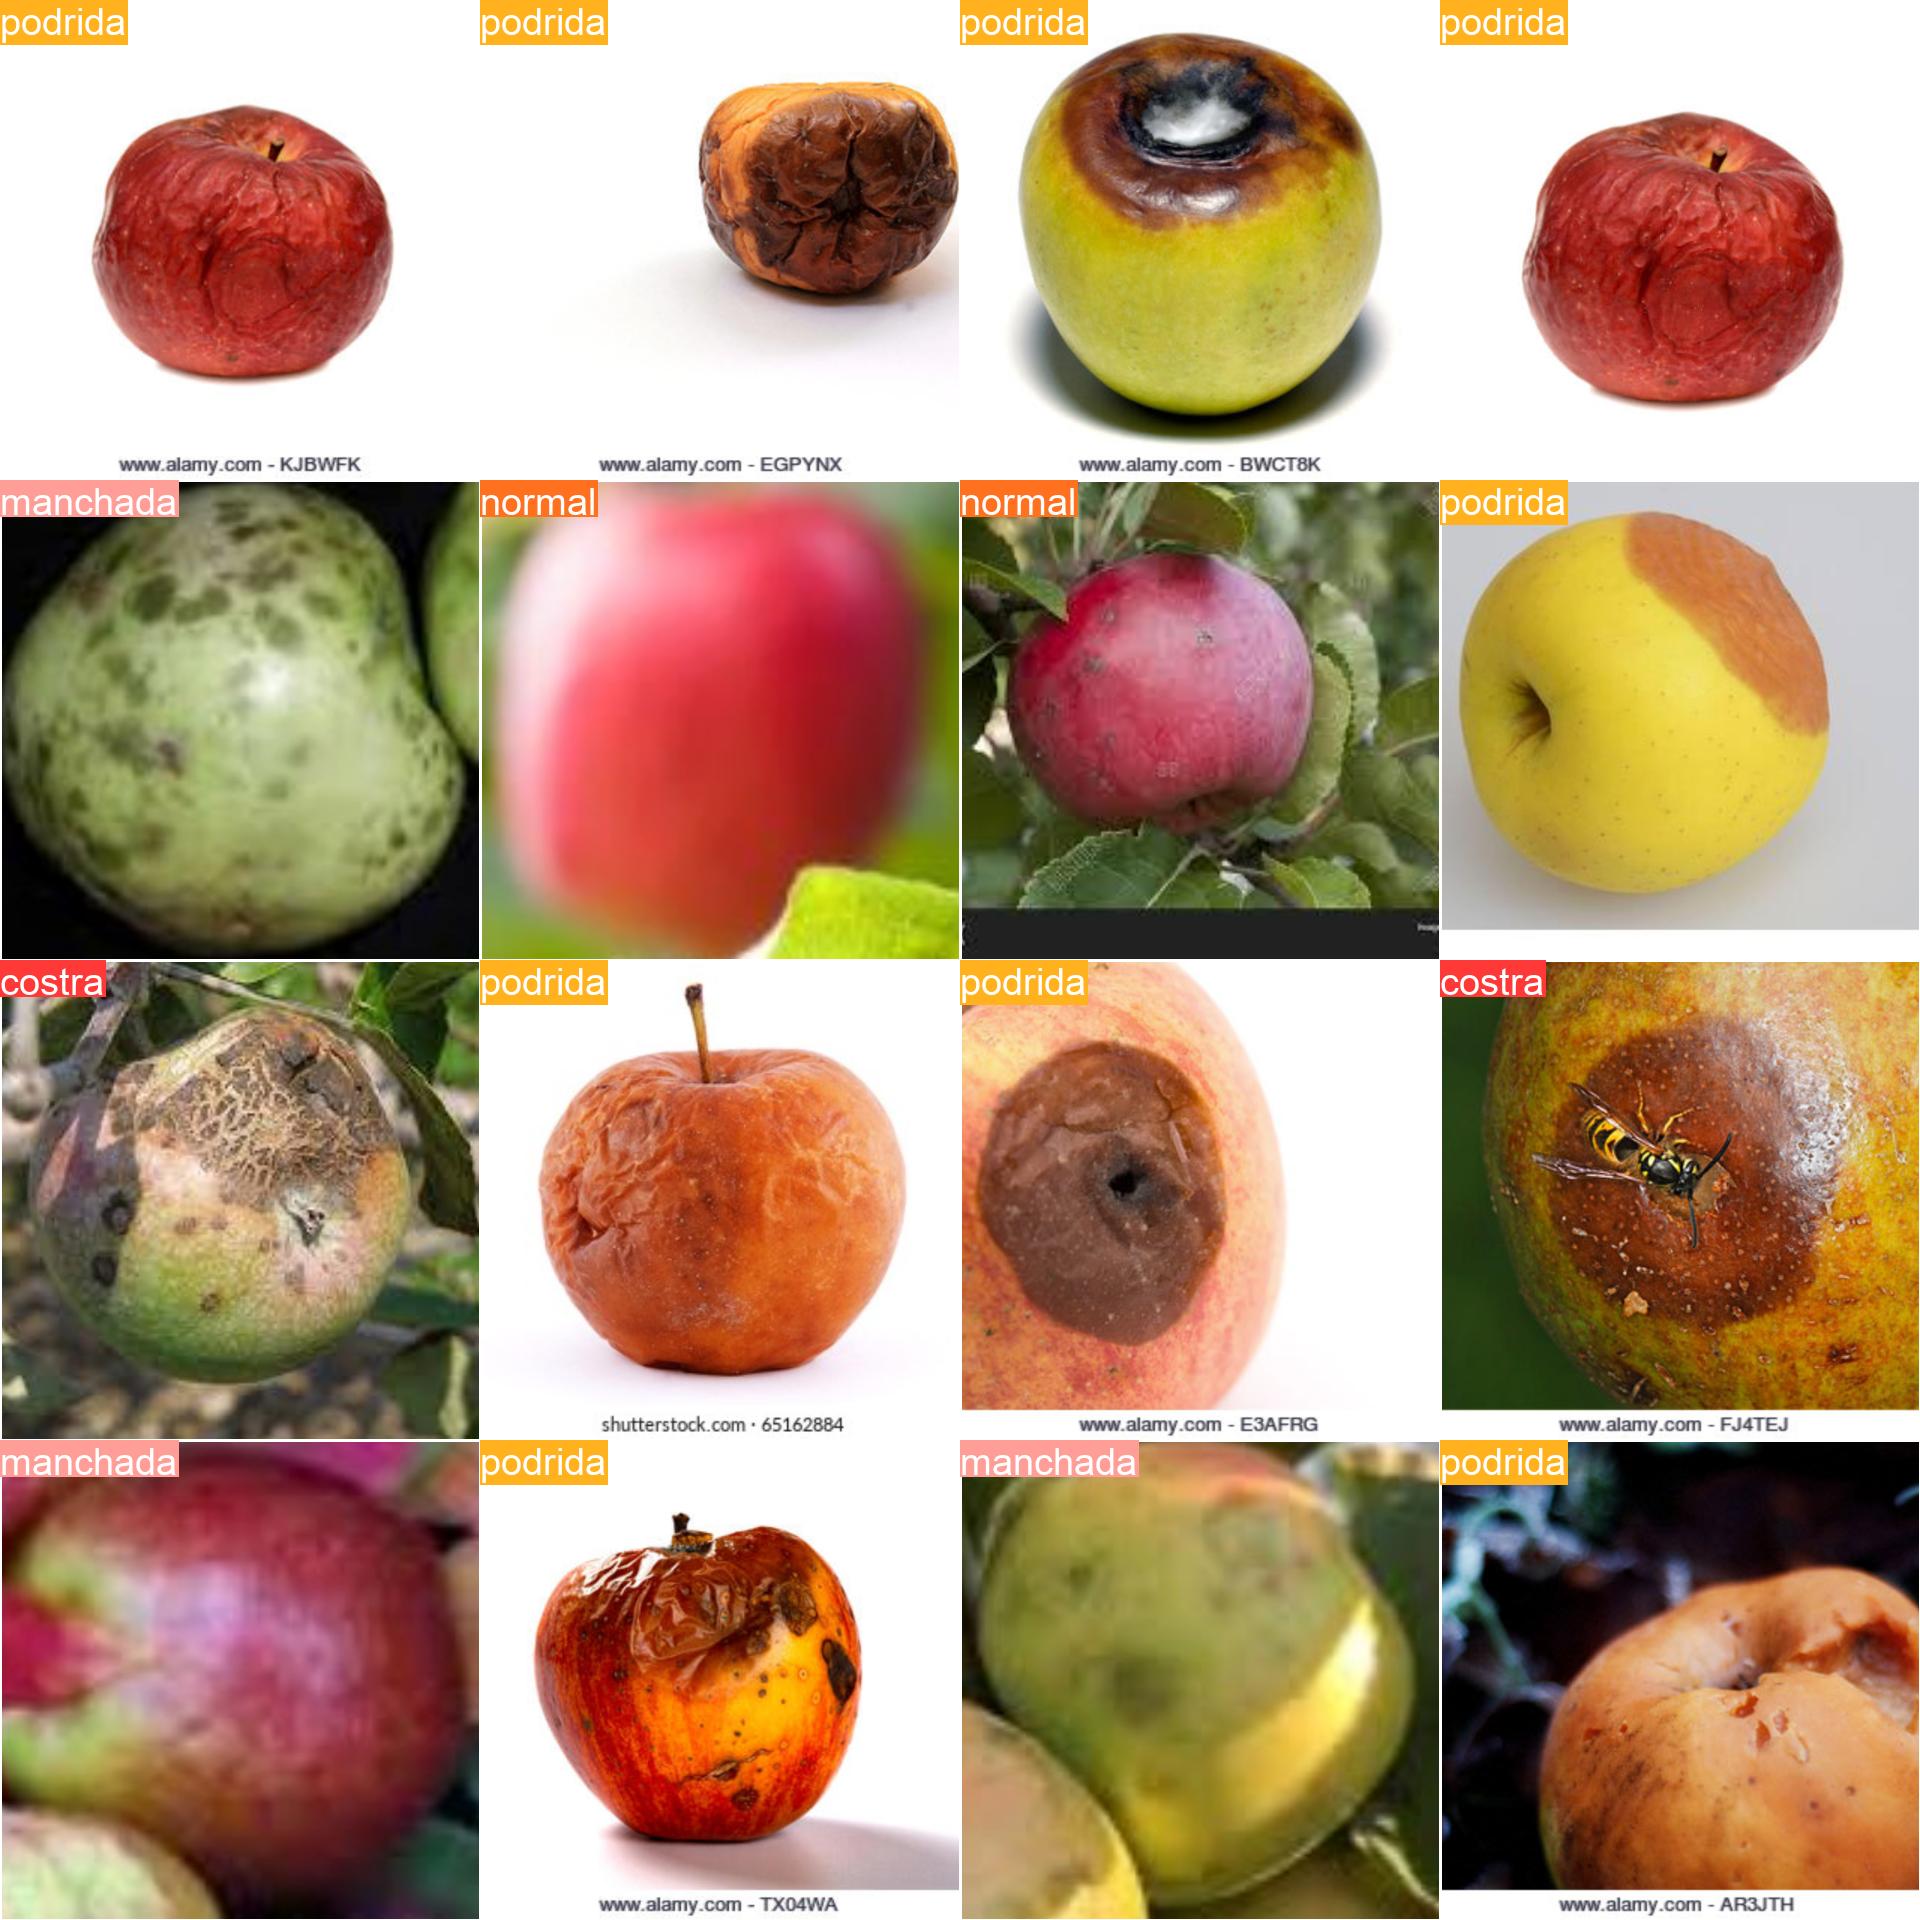 podrida
podrida
podrida
podrida
www.alamy.com - KJBWFK
www.alamy.com - EGPYNX
www.alamy.com - BWCT8K
manchada
normal
normal
podrida
costra
podrida
podrida
costra
shutterstock.com · 65162884
www.alamy.com - E3AFRG
www.alamy.com - FJ4TEJ
manchada
podrida
manchada
podrida
www.alamy.com - TX04WA
www.alamy.com - AR3JTH